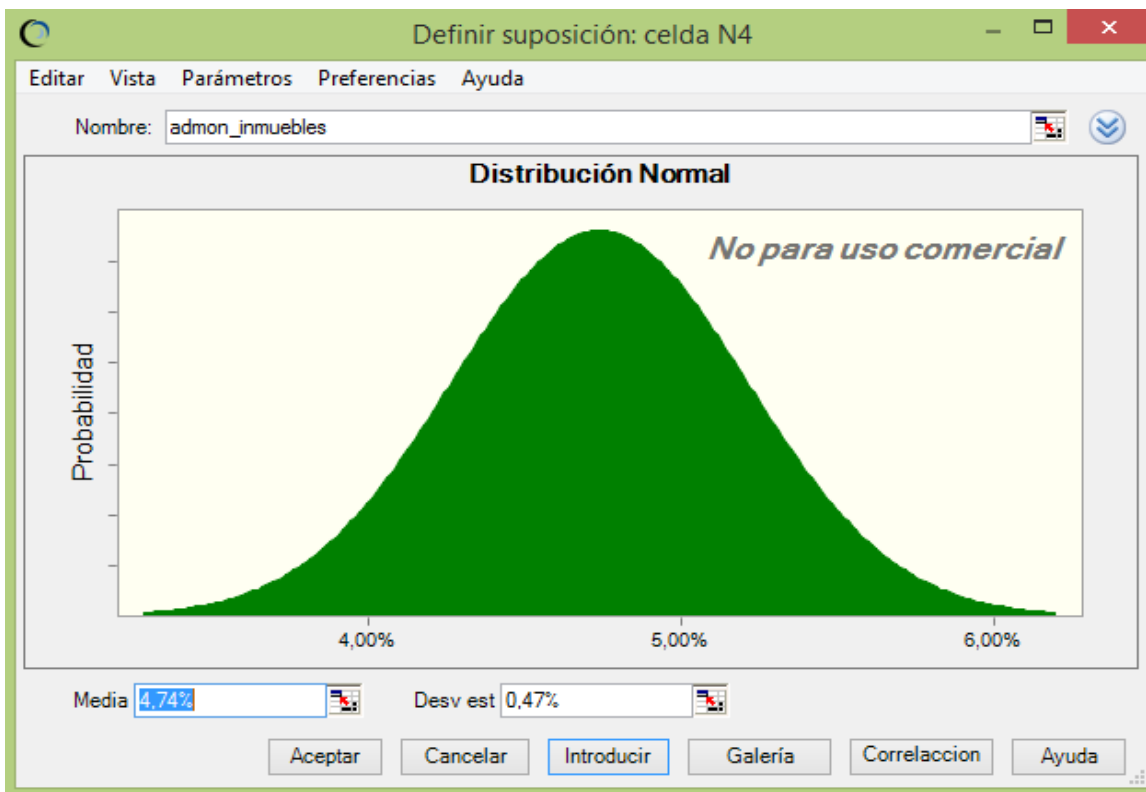 Definir suposición: celda N4
Editar Vista Parámetros Preferencias Ayuda
Nombre: admon_inmuebles
Distribución Normal
No para uso comercial
Probabilidad
4,00% 5,00% 6,00%
Media 4,74% Desv est 0,47%
Aceptar Cancelar Introducir Galería Correlaccion Ayuda